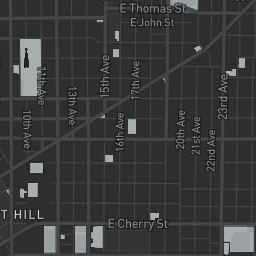 E Thomas St
E John St
15th Ave
17th Ave
11th Ave
13th Ave
10th Ave
23rd Ave
20th Ave
21st Ave
16th Ave
22nd Ave
T HILL
E Cherry St